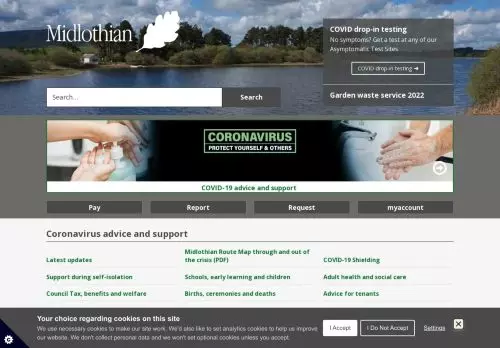 Midlothian
COVID drop-in testing
No symptoms? Get a test at any of our
Asymptomatic Test Sites
COVID drop-in testing ➔
Search...
Search
Garden waste service 2022
CORONAVIRUS
PROTECT YOURSELF & OTHERS
COVID-19 advice and support
Pay
Report
Request
myaccount
Coronavirus advice and support
Latest updates
Midlothian Route Map through and out
of the crisis (PDF)
COVID-19 Shielding
Support during self-isolation
Schools, early learning and children
Adult health and social care
Council Tax, benefits and welfare
Births, ceremonies and deaths
Advice for tenants
Your choice regarding cookies on this site
We use necessary cookies to make our site work. We'd also like to set analytics cookies to help us improve
our website. We don't collect personal data and we won't set optional cookies unless you accept.
I Accept
I Do Not Accept
Settings